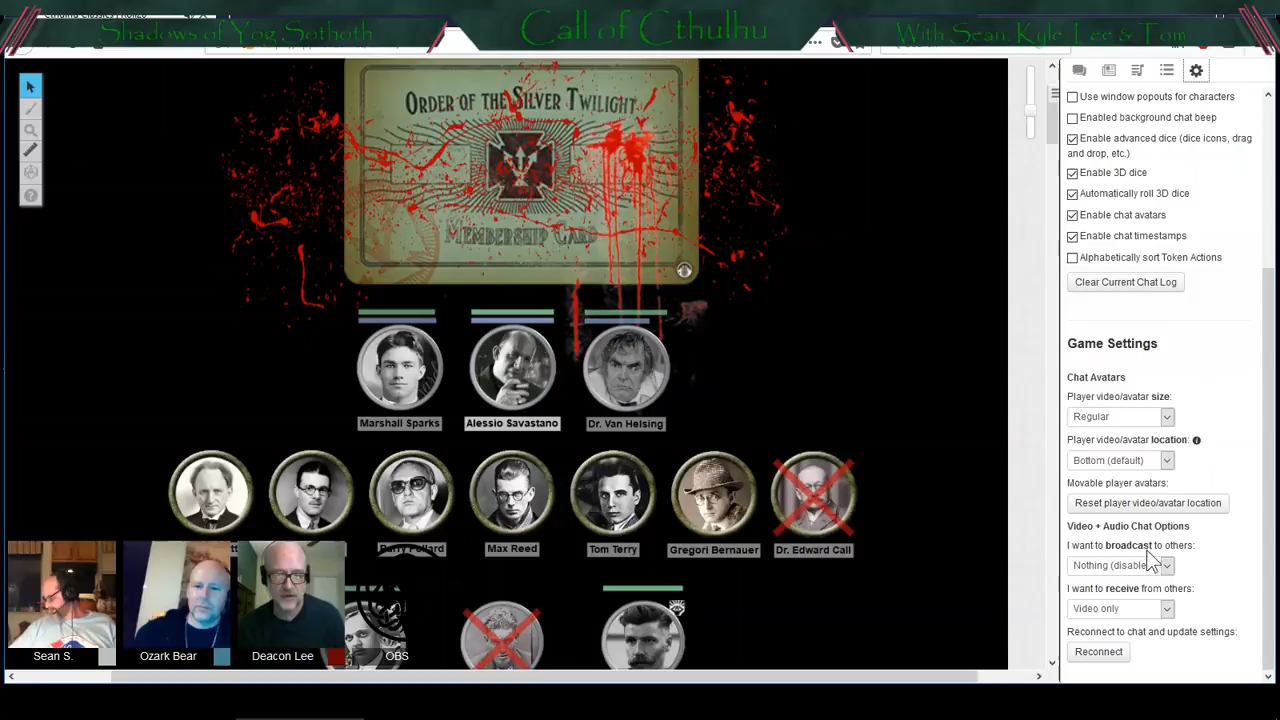 Shadows of Yog Sothoth
Call of Cthulhu
With Sean, Kyle, Lee & Tom
ORDER OF THE SILVER TWILIGHT
MEMBERSHIP CARD
Marshall Sparks
Alessio Savastano
Dr. Van Helsing
Max Reed
Tom Terry
Gregori Bernauer
Dr. Edward Call
Sean S.
Ozark Bear
Deacon Lee
OBS
Use window popouts for characters
Enabled background chat beep
Enable advanced dice (dice icons, drag
and drop, etc.)
Enable 3D dice
Automatically roll 3D dice
Enable chat avatars
Enable chat timestamps
Alphabetically sort Token Actions
Clear Current Chat Log
Game Settings
Chat Avatars
Player video/avatar size:
Regular
Player video/avatar location:
Bottom (default)
Movable player avatars:
Reset player video/avatar location
Video + Audio Chat Options
I want to broadcast to others:
Nothing (disable
I want to receive from others:
Video only
Reconnect to chat and update settings:
Reconnect